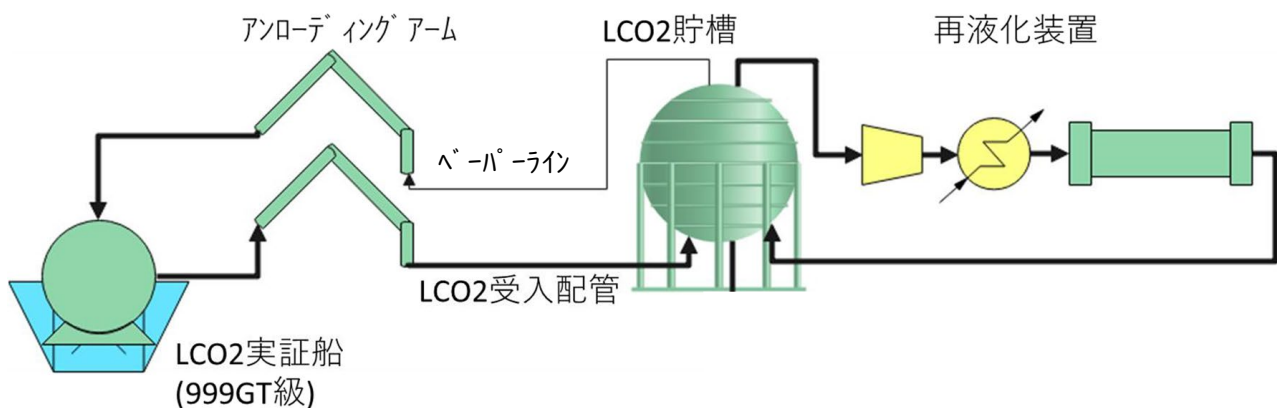 ｱﾝﾛｰﾃﾞｨﾝｸﾞｱｰﾑ
LCO2貯槽
再液化装置
ﾍﾞｰﾊﾟｰライン
LCO2受入配管
LCO2実証船
(999GT級)